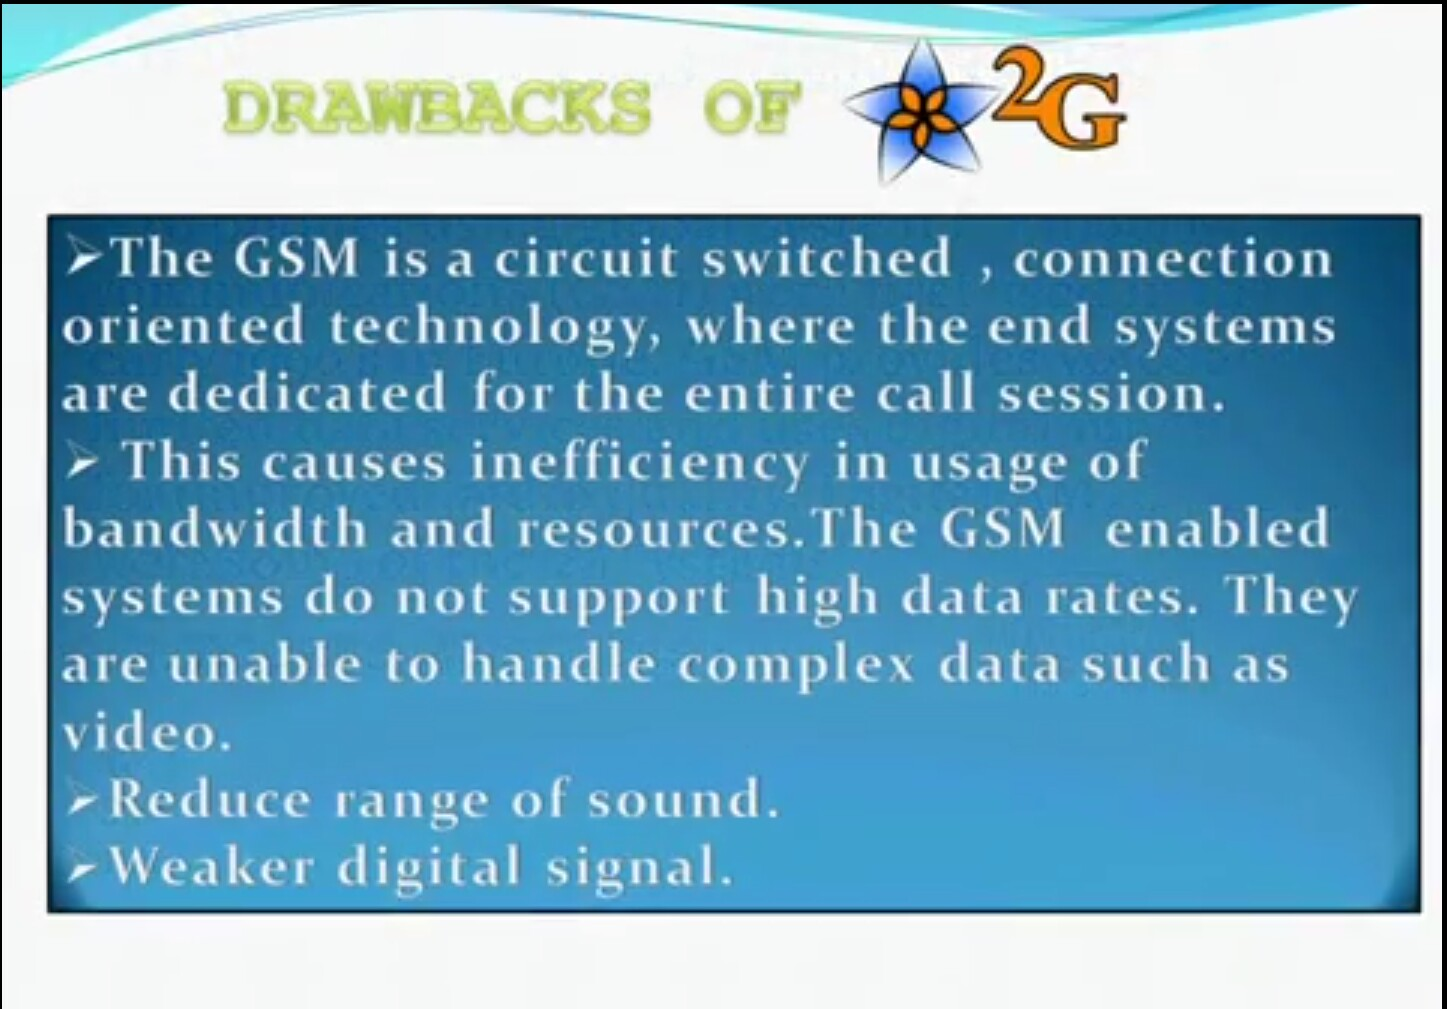 DRAWBACKS OF 2G
➢The GSM is a circuit switched , connection
oriented technology, where the end systems
are dedicated for the entire call session.
➢ This causes inefficiency in usage of
bandwidth and resources.The GSM enabled
systems do not support high data rates. They
are unable to handle complex data such as
video.
➢Reduce range of sound.
➢Weaker digital signal.